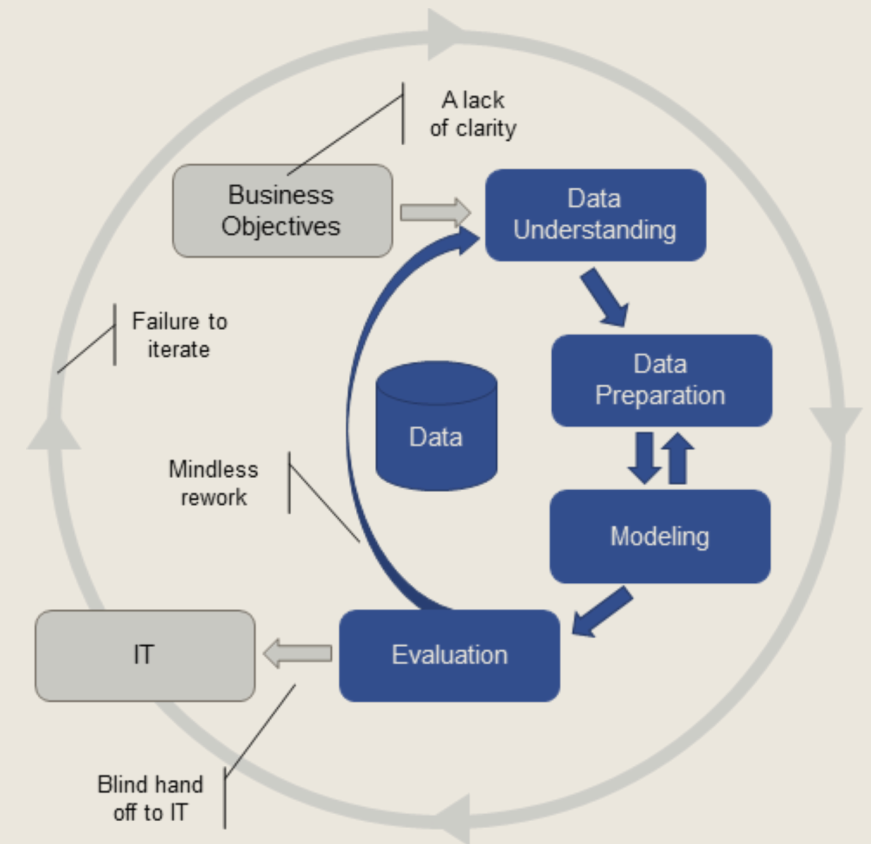 A lack
of clarity
Business
Objectives
Data
Understanding
Failure to
iterate
Data
Preparation
Data
Mindless
rework
Modeling
IT
Evaluation
Blind hand
off to IT